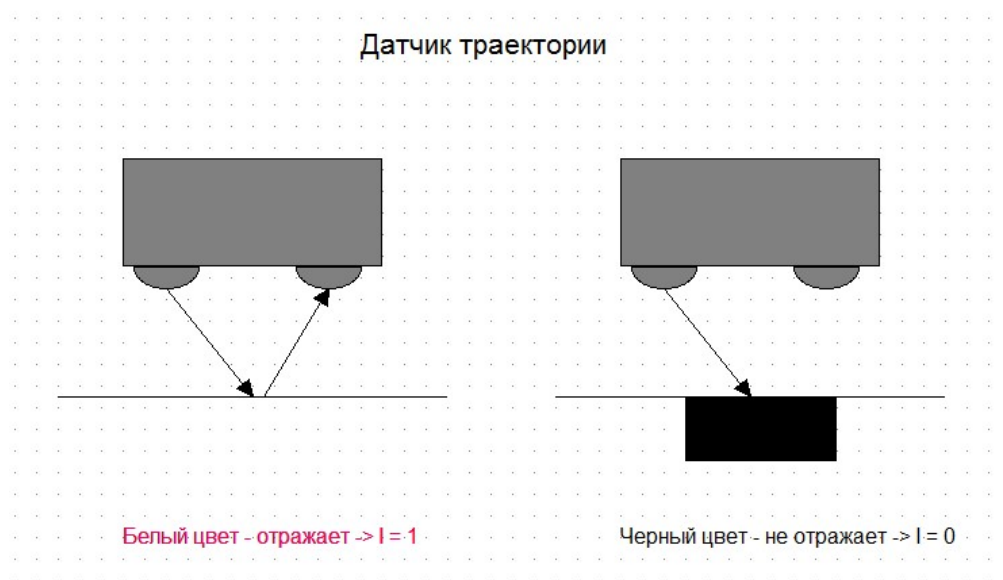 Датчик траектории
Белый цвет - отражает -> I = 1
Черный цвет - не отражает -> I = 0